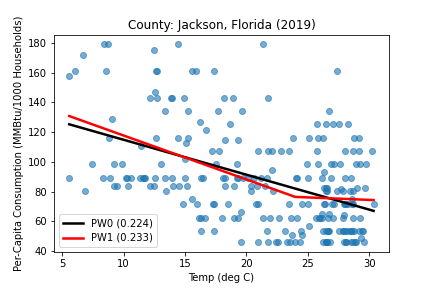 County: Jackson, Florida (2019)
Per-Capita Consumption (MMBtu/1000 Households)
180
160
140
120
100
80
60
40
PW0 (0.224)
PW1 (0.233)
5
10
15
20
25
30
Temp (deg C)